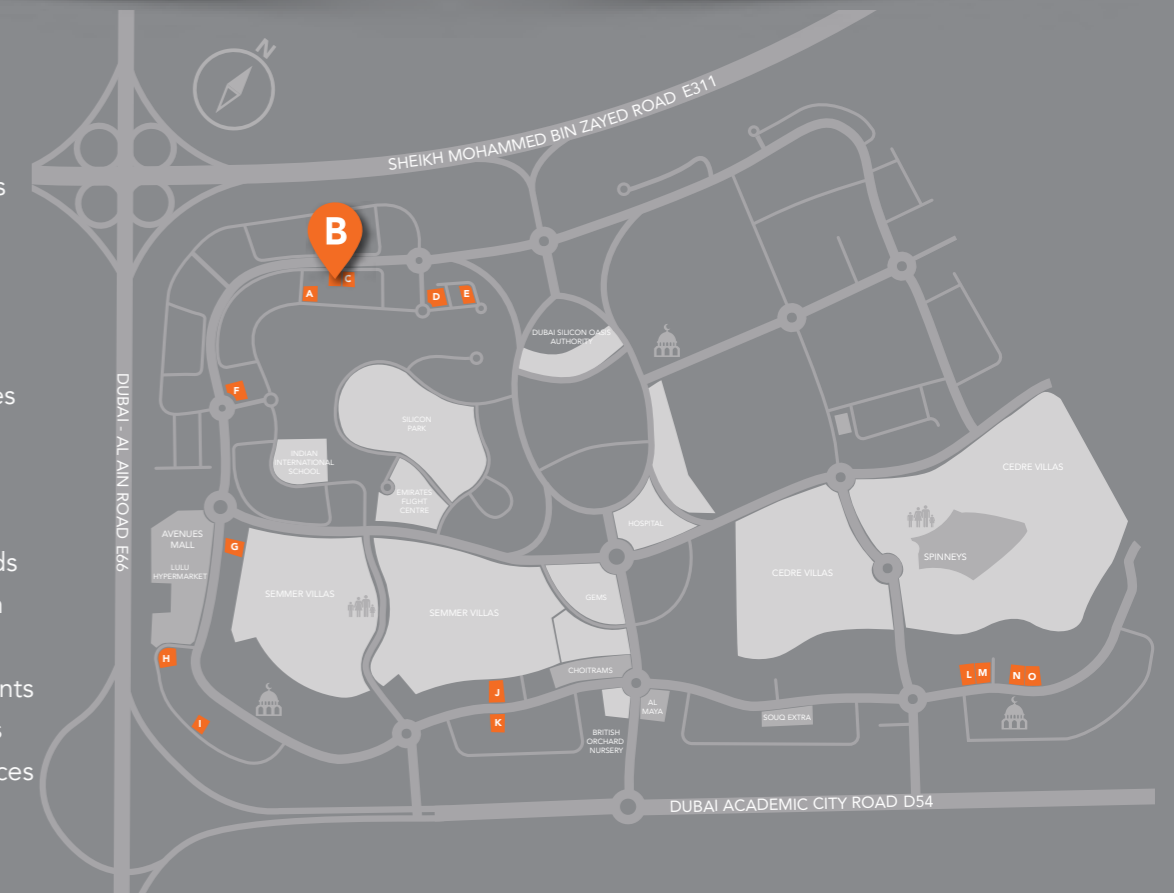 N
SHEIKH MOHAMMED BIN ZAYED ROAD E311
s
B
C
A
D
E
DUBAI SILICON OASIS
AUTHORITY
DUBAI - AL AIN ROAD E66
es
F
SILICON
PARK
INDIAN
INTERNATIONAL
SCHOOL
CEDRE VILLAS
EMIRATES
FLIGHT
CENTRE
HOSPITAL
AVENUES
MALL
LULU
HYPERMARKET
G
ds
SPINNEYS
CEDRE VILLAS
SEMMER VILLAS
SEMMER VILLAS
GEMS
H
CHOITRAMS
L
M
N
O
nts
J
K
I
AL
MAYA
SOUQ EXTRA
s
BRITISH
ORCHARD
NURSERY
ces
DUBAI ACADEMIC CITY ROAD D54